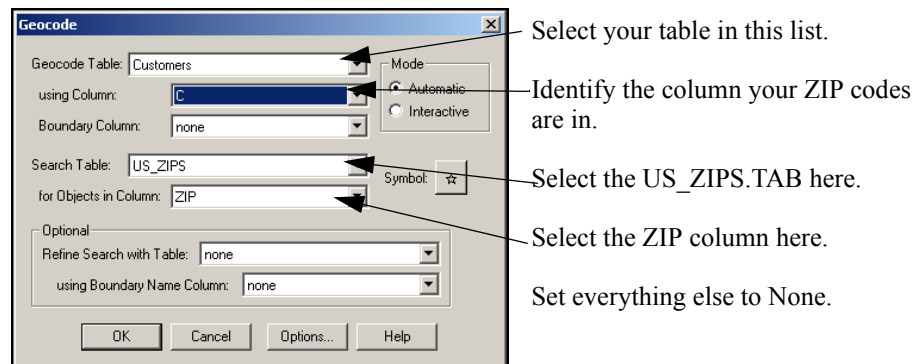 Geocode
Geocode Table: Customers
using Column: C
Boundary Column: none
Mode
Automatic
Interactive
Search Table: US_ZIPS
for Objects in Column: ZIP
Symbol:
Optional
Refine Search with Table: none
using Boundary Name Column: none
OK Cancel Options... Help
Select your table in this list.
Identify the column your ZIP codes
are in.
Select the US_ZIPS.TAB here.
Select the ZIP column here.
Set everything else to None.